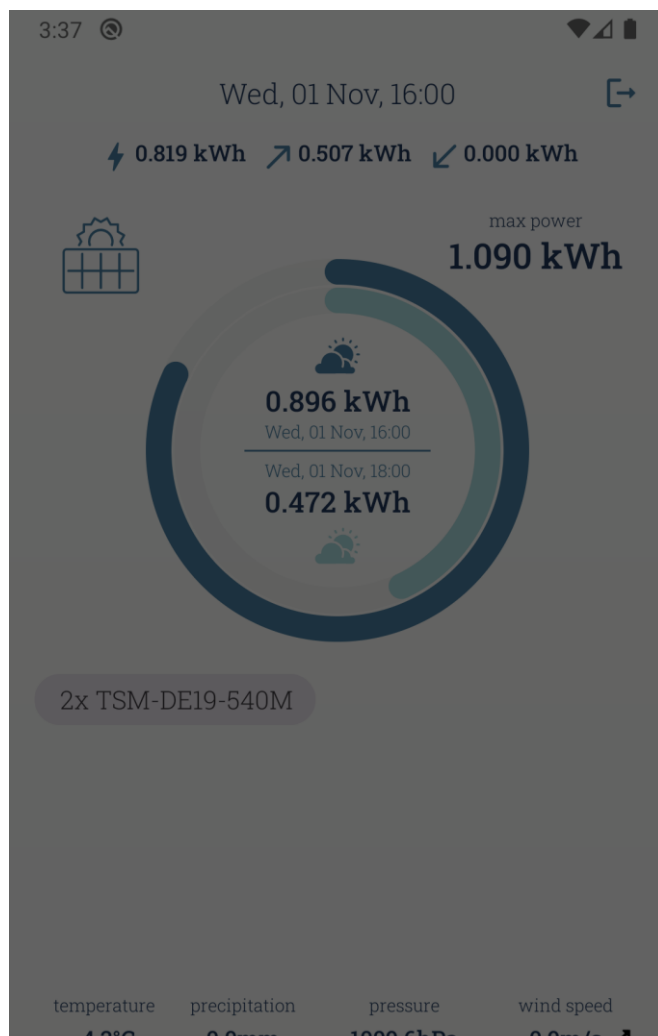 3:37
Wed, 01 Nov, 16:00
0.819 kWh 0.507 kWh 0.000 kWh
max power
1.090 kWh
0.896 kWh
Wed, 01 Nov, 16:00
Wed, 01 Nov, 18:00
0.472 kWh
2x TSM-DE19-540M
temperature precipitation pressure wind speed